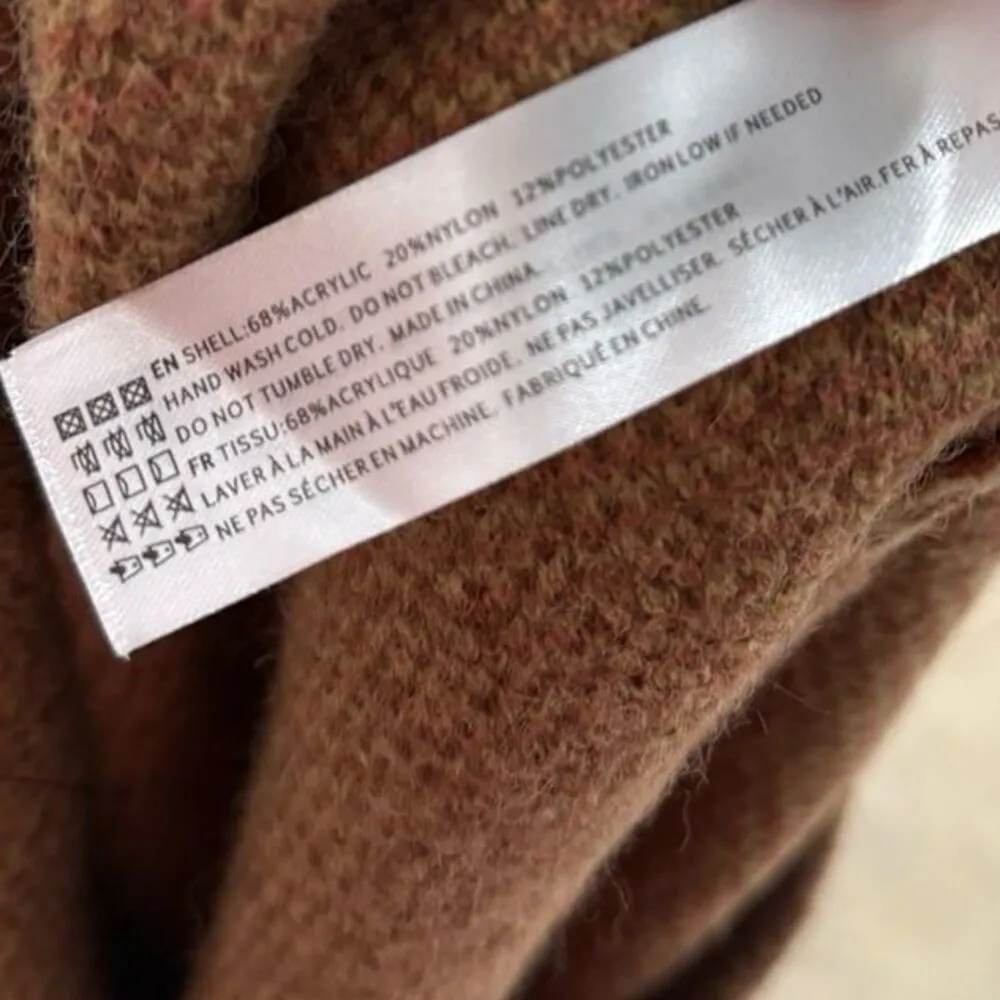 EN SHELL:68%ACRYLIC 20%NYLON 12%POLYESTER
HAND WASH COLD. DO NOT BLEACH. LINE DRY. IRON LOW IF NEEDED
DO NOT TUMBLE DRY. MADE IN CHINA.
FR TISSU:68%ACRYLIQUE 20%NYLON 12%POLYESTER
LAVER À LA MAIN À L'EAU FROIDE. NE PAS JAVELLISER. SÉCHER À L'AIR.FER À REPAS
NE PAS SÉCHER EN MACHINE. FABRIQUÉ EN CHINE.